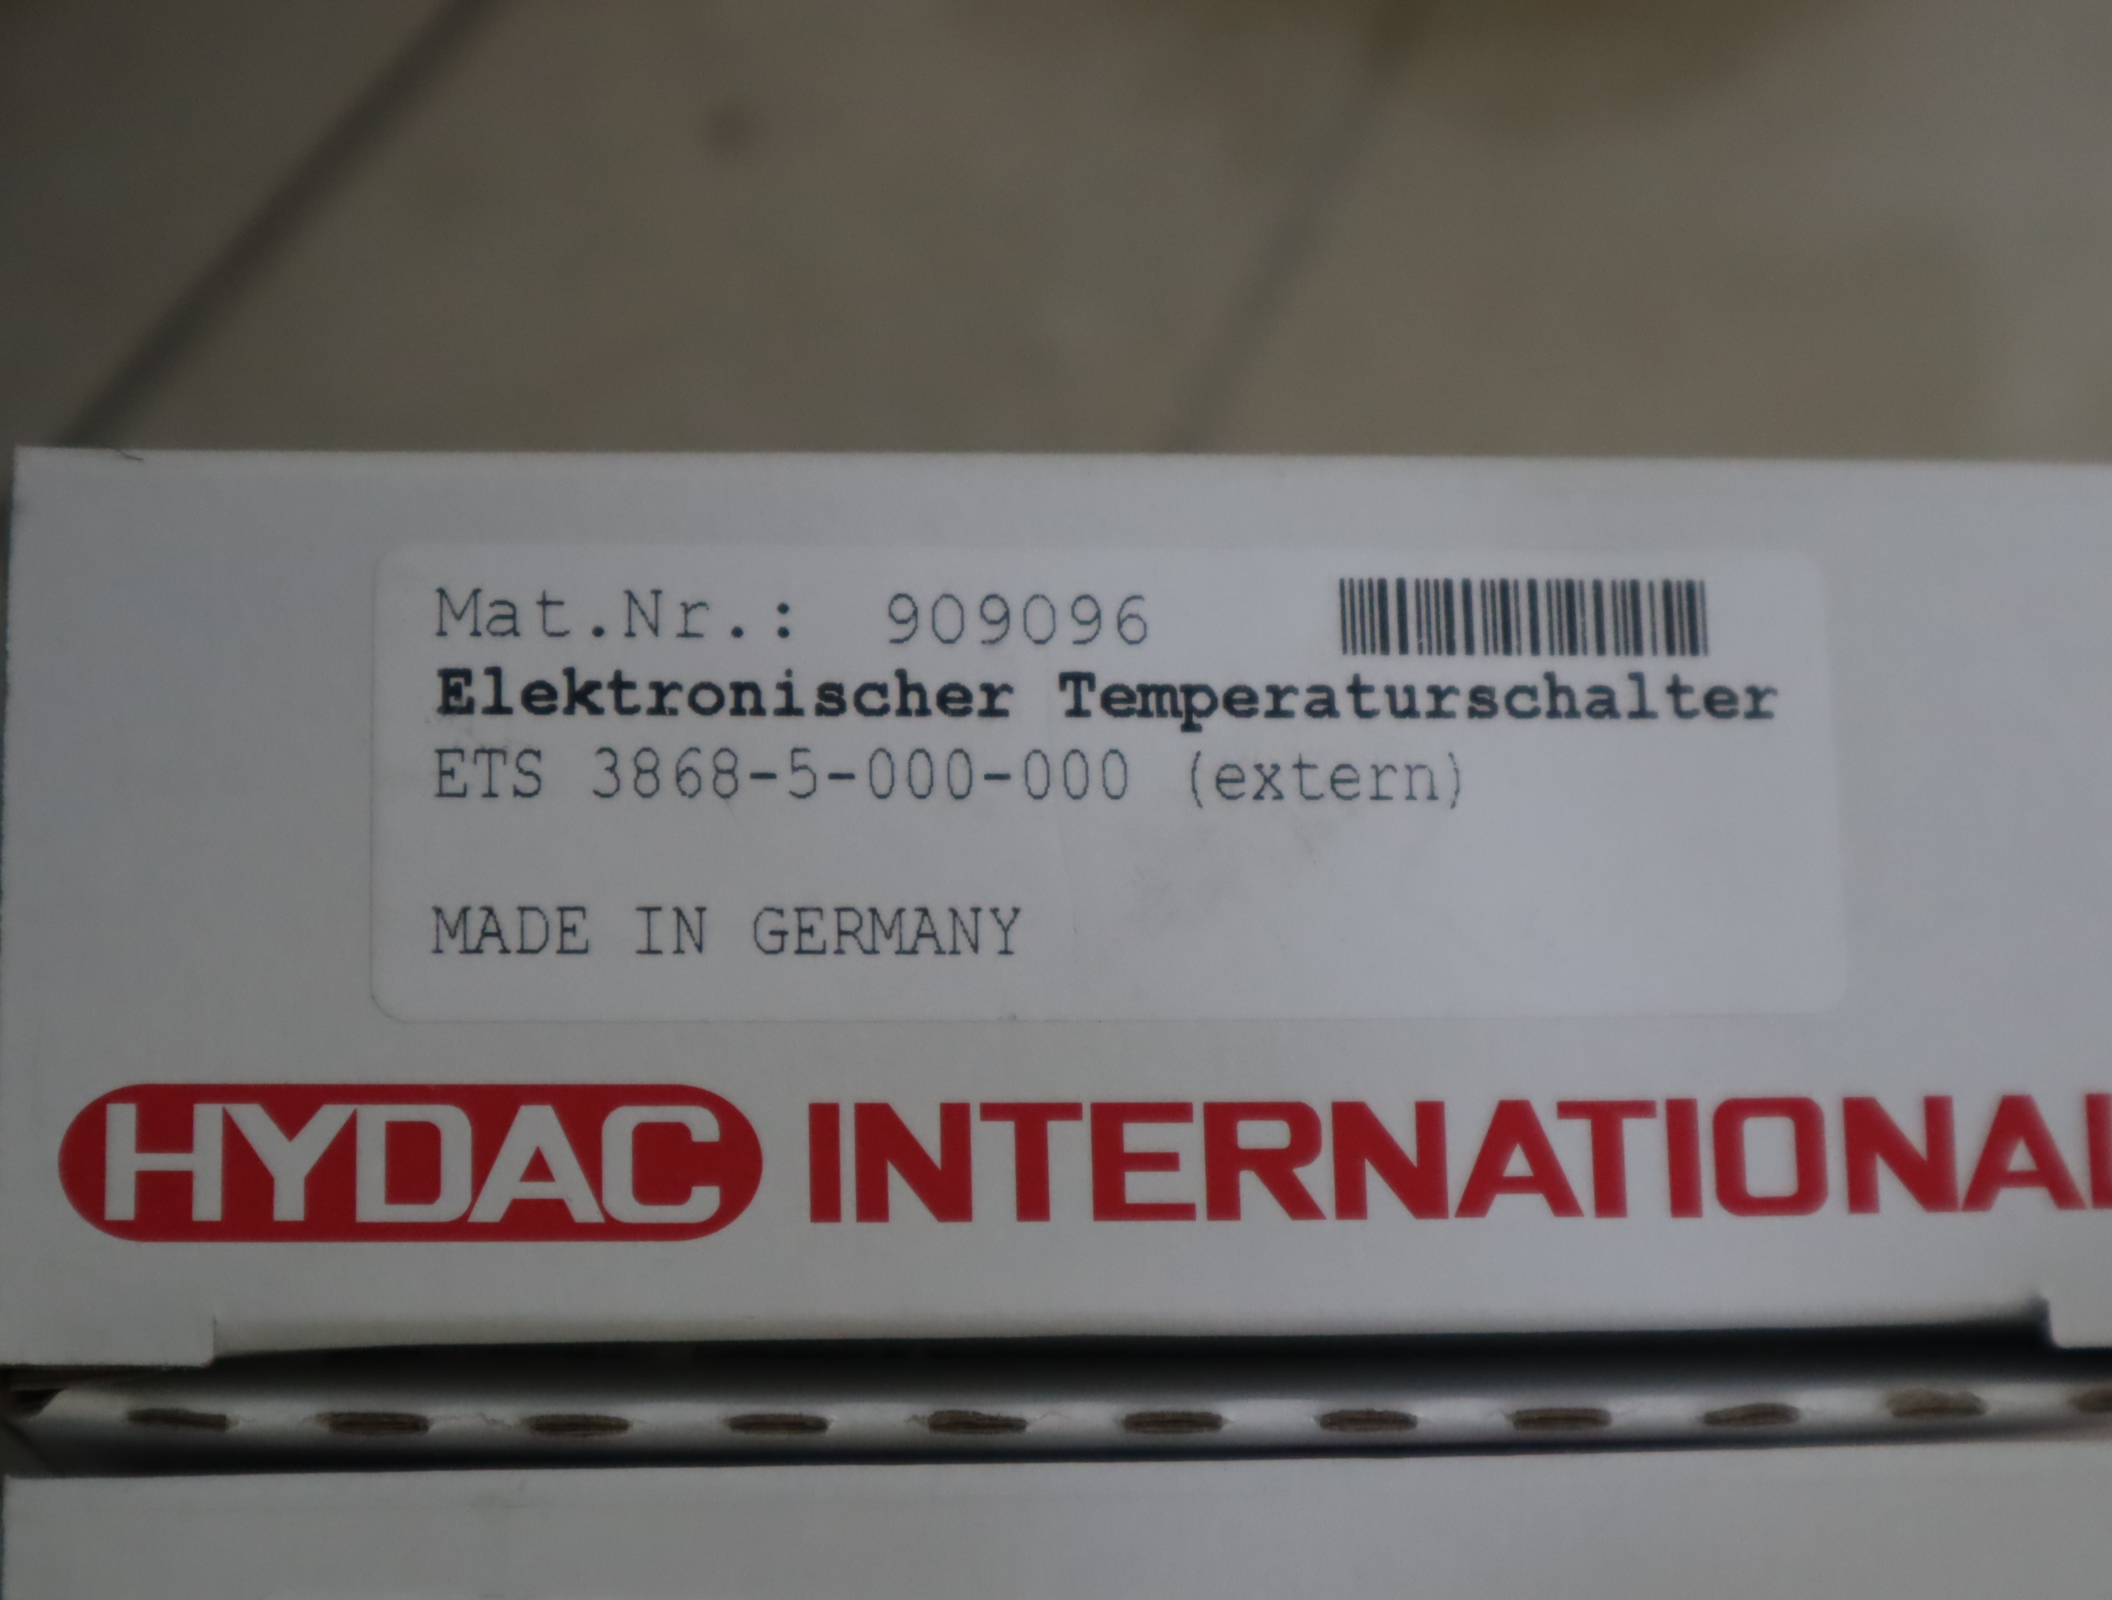 Mat.Nr.: 909096
Elektronischer Temperaturschalter
ETS 3868-5-000-000 (extern)
MADE IN GERMANY
HYDAC INTERNATIONAL